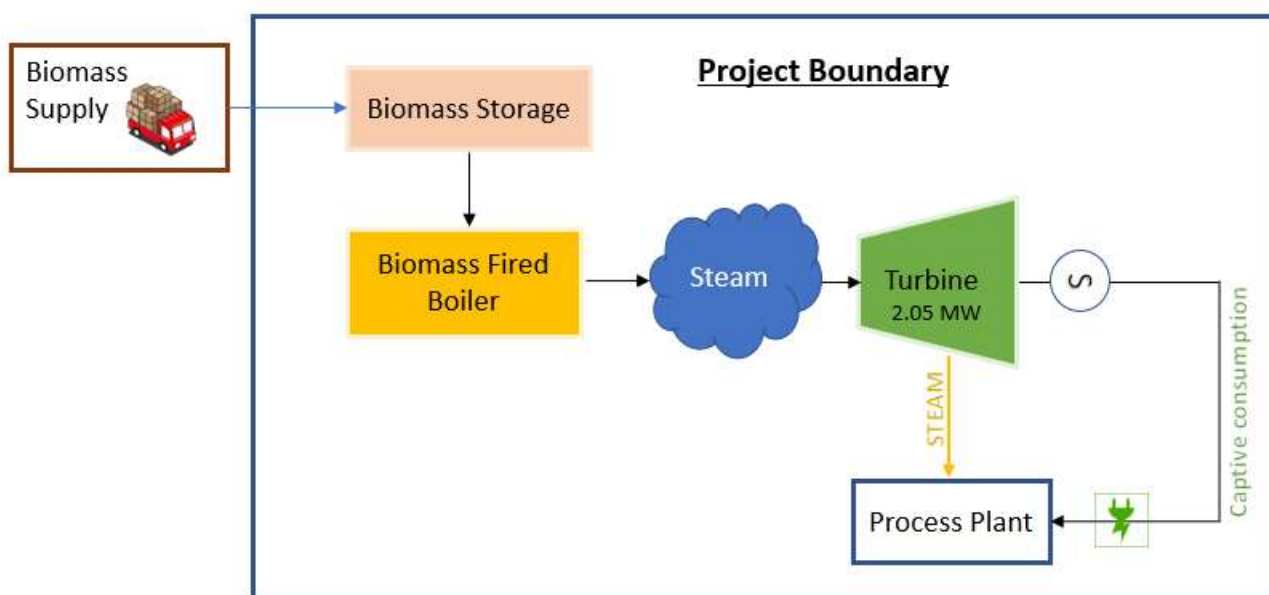 Biomass
Supply
Project Boundary
Biomass Storage
Biomass Fired
Boiler
Steam
Turbine
2.05 MW
STEAM
Captive consumption
Process Plant